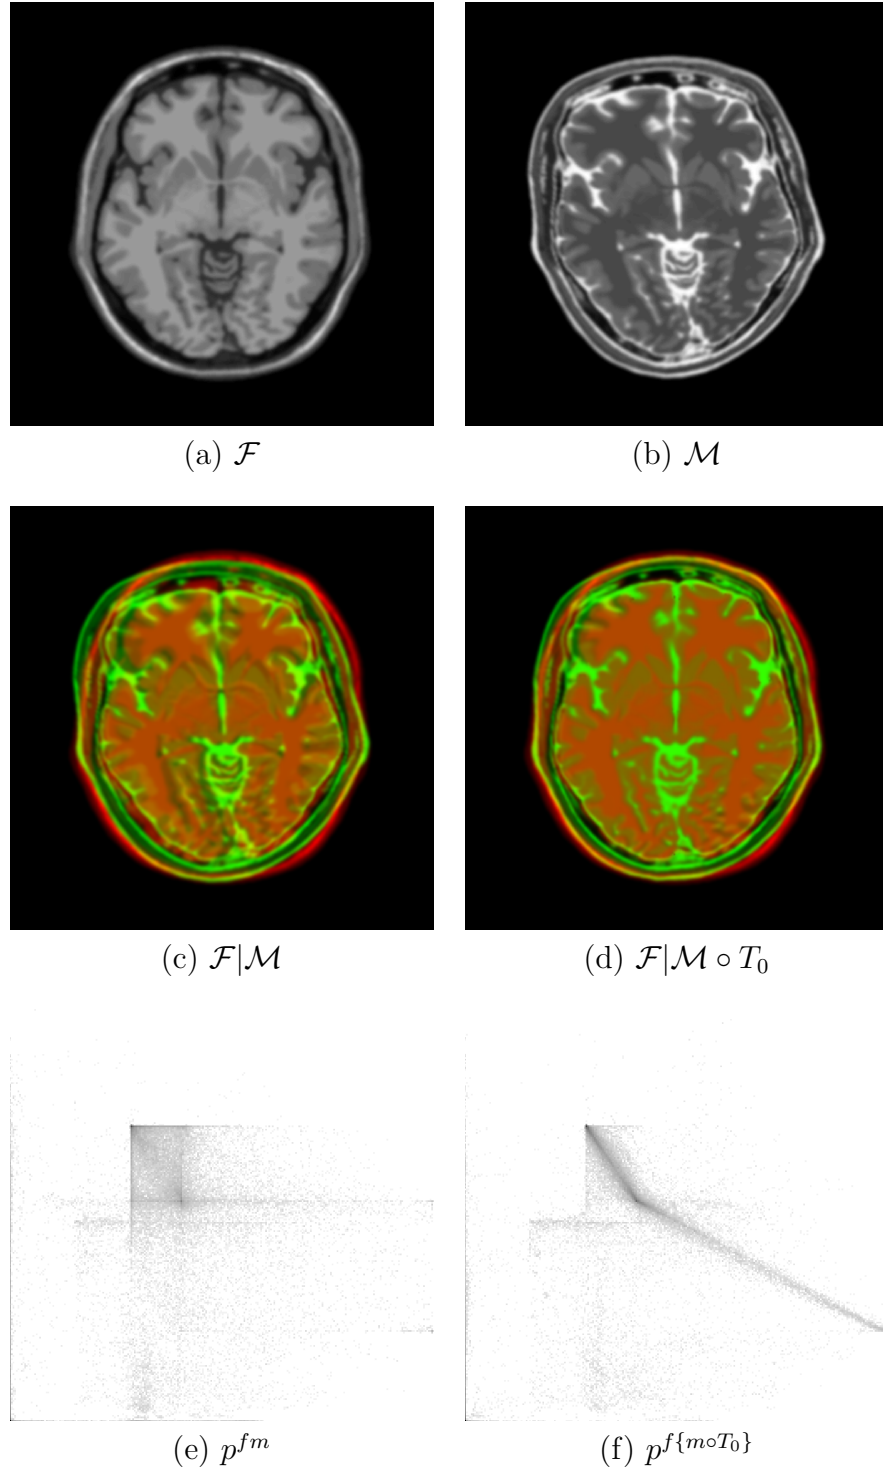 (a) ℱ
(b) ℳ
(c) ℱ|ℳ
(d) ℱ|ℳ ∘ T₀
(e) p^{fm}
(f) p^{f{m∘T₀}}